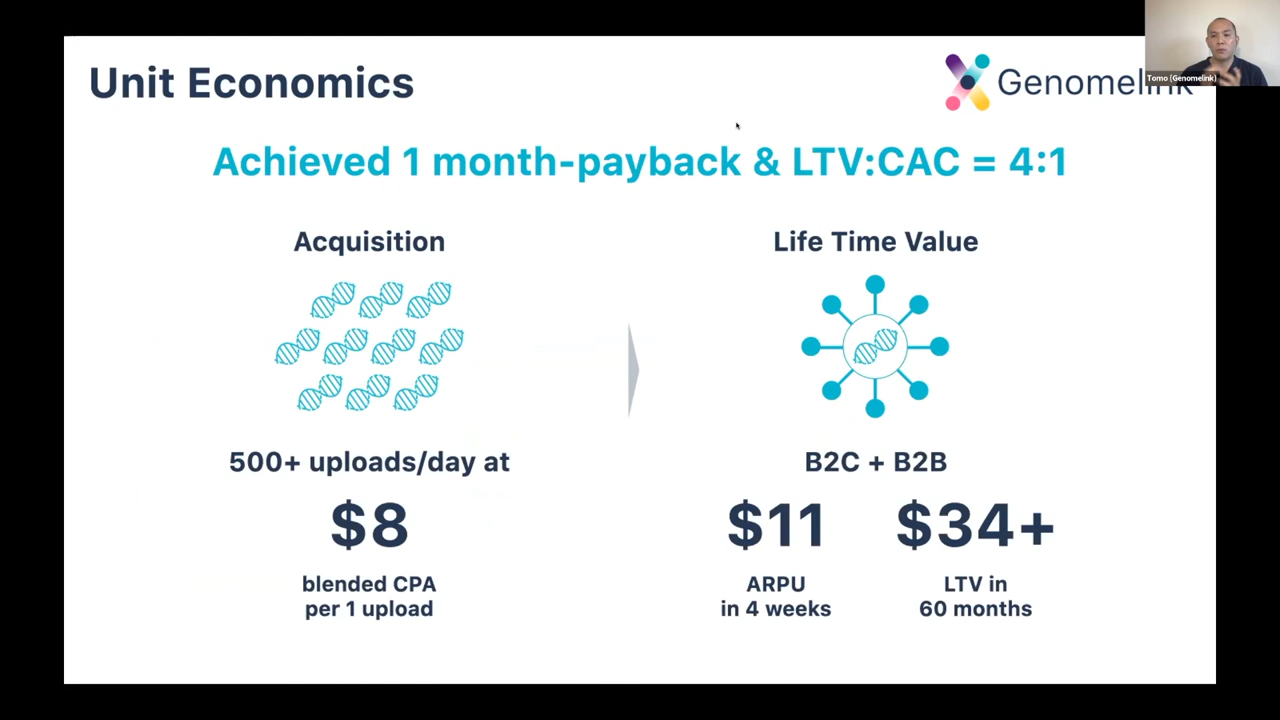 Unit Economics
Genomelink
Tomo (Genomelink)
Achieved 1 month-payback & LTV:CAC = 4:1
Acquisition
Life Time Value
500+ uploads/day at
B2C + B2B
$8
$11
$34+
blended CPA
per 1 upload
ARPU
in 4 weeks
LTV in
60 months